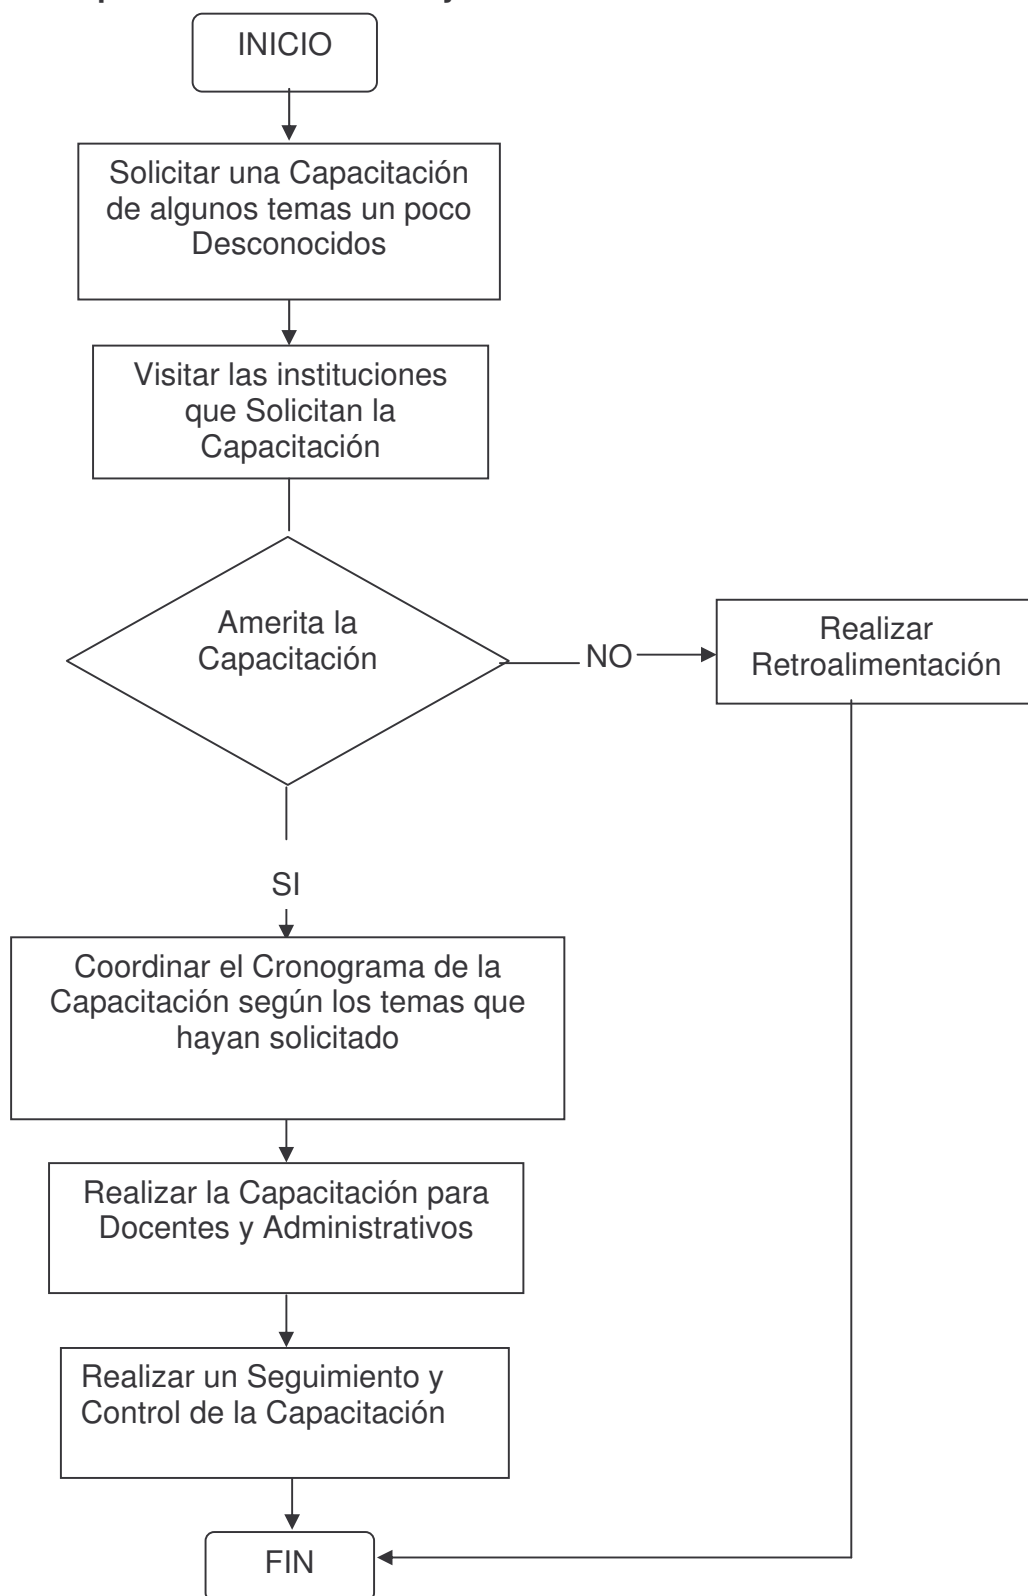 INICIO
Solicitar una Capacitación
de algunos temas un poco
Desconocidos
Visitar las instituciones
que Solicitan la
Capacitación
Amerita la
Capacitación
NO
Realizar
Retroalimentación
SI
Coordinar el Cronograma de la
Capacitación según los temas que
hayan solicitado
Realizar la Capacitación para
Docentes y Administrativos
Realizar un Seguimiento y
Control de la Capacitación
FIN